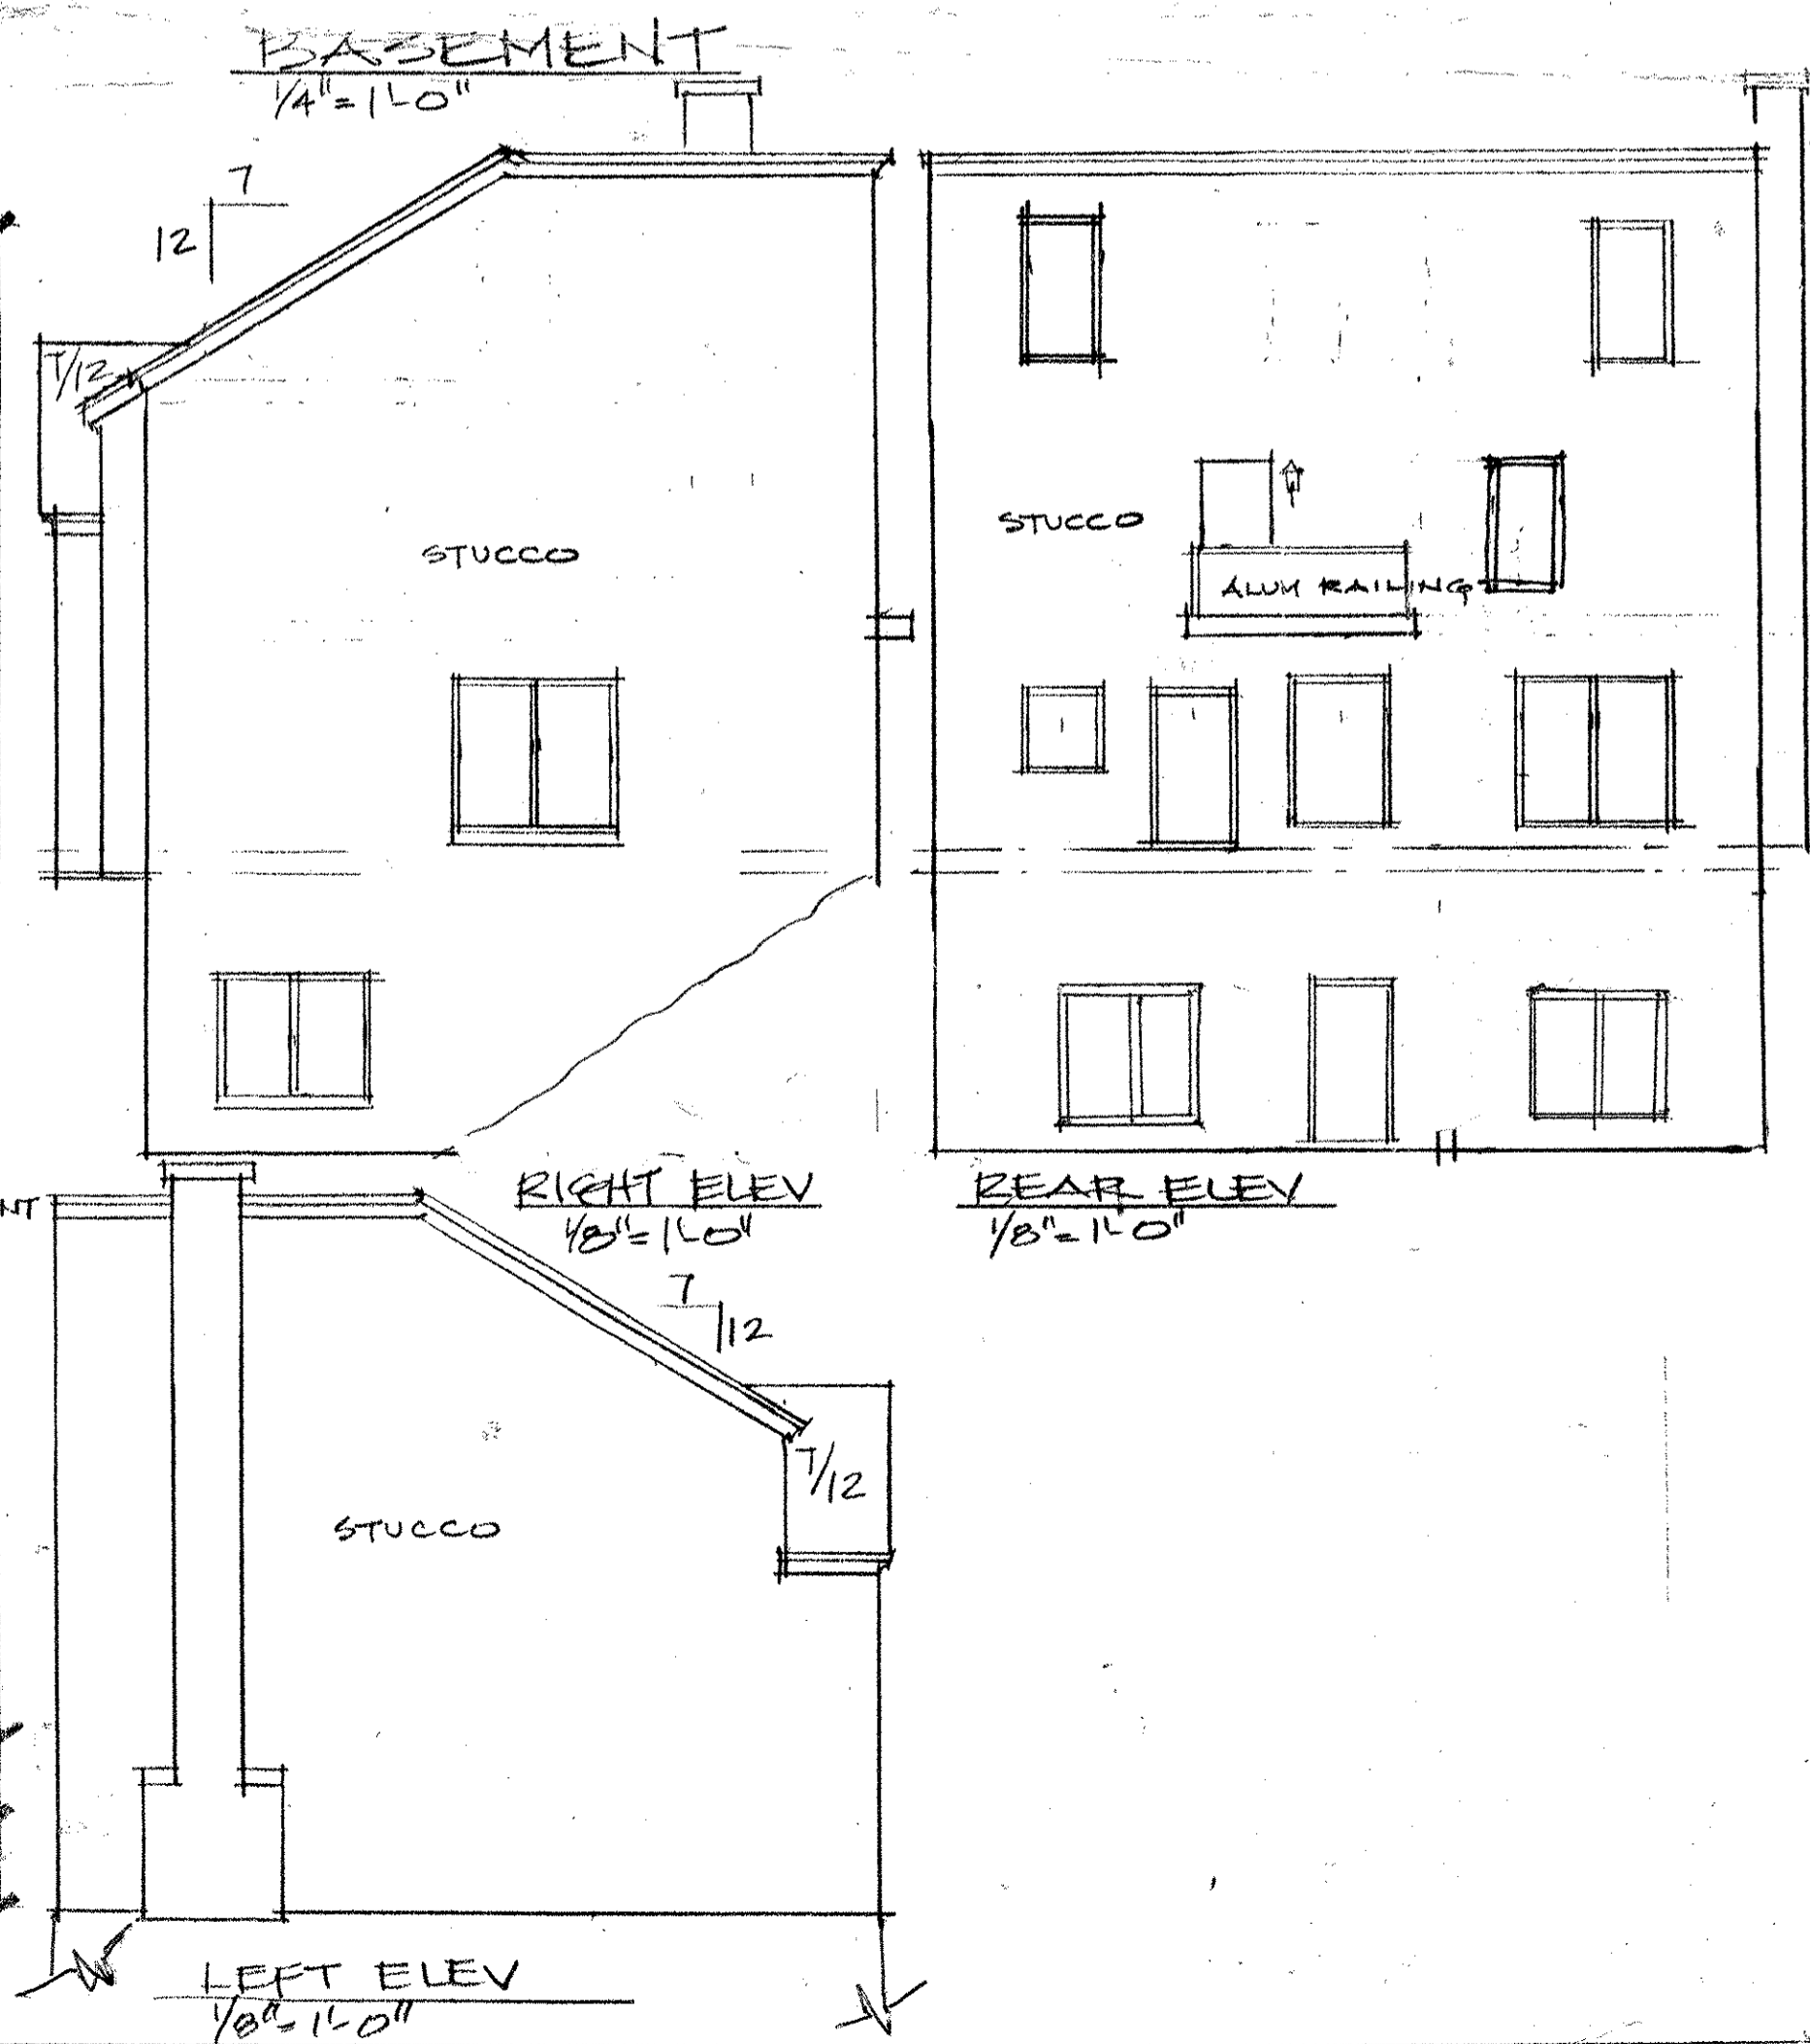 BASEMENT
1/4"=1'-0"
7
12
7/12
STUCCO
STUCCO
ALUM RAILING
RIGHT ELEV
1/8"=1'-0"
REAR ELEV
1/8"=1'-0"
NT
7
12
7/12
STUCCO
LEFT ELEV
1/8"=1'-0"